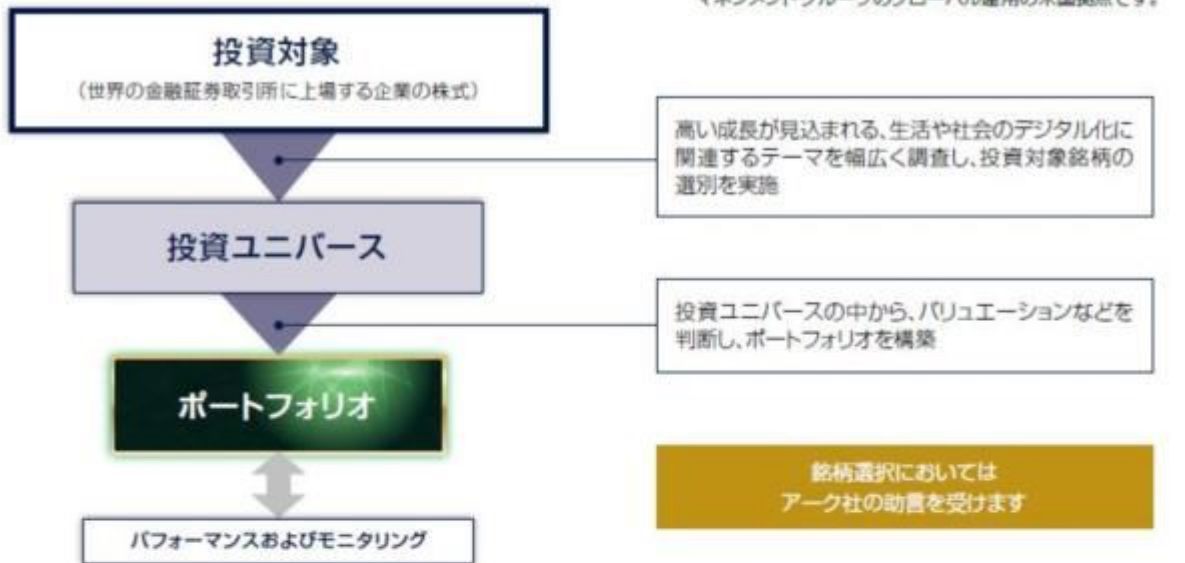 投資対象
(世界の金融証券取引所に上場する企業の株式)
高い成長が見込まれる、生活や社会のデジタル化に
関連するテーマを幅広く調査し、投資対象銘柄の
選別を実施
投資ユニバース
投資ユニバースの中から、バリュエーションなどを
判断し、ポートフォリオを構築
ポートフォリオ
銘柄選択においては
アーク社の助言を受けます
パフォーマンスおよびモニタリング